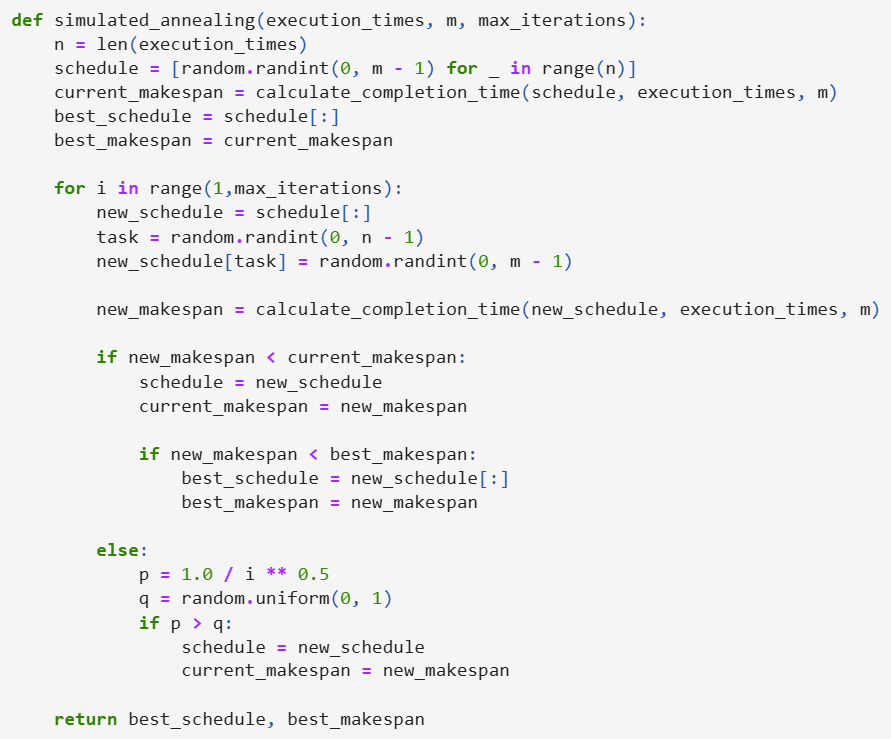 def simulated_annealing(execution_times, m, max_iterations):
    n = len(execution_times)
    schedule = [random.randint(0, m - 1) for _ in range(n)]
    current_makespan = calculate_completion_time(schedule, execution_times, m)
    best_schedule = schedule[:]
    best_makespan = current_makespan

    for i in range(1,max_iterations):
        new_schedule = schedule[:]
        task = random.randint(0, n - 1)
        new_schedule[task] = random.randint(0, m - 1)

        new_makespan = calculate_completion_time(new_schedule, execution_times, m)

        if new_makespan < current_makespan:
            schedule = new_schedule
            current_makespan = new_makespan

            if new_makespan < best_makespan:
                best_schedule = new_schedule[:]
                best_makespan = new_makespan

        else:
            p = 1.0 / i ** 0.5
            q = random.uniform(0, 1)
            if p > q:
                schedule = new_schedule
                current_makespan = new_makespan

    return best_schedule, best_makespan